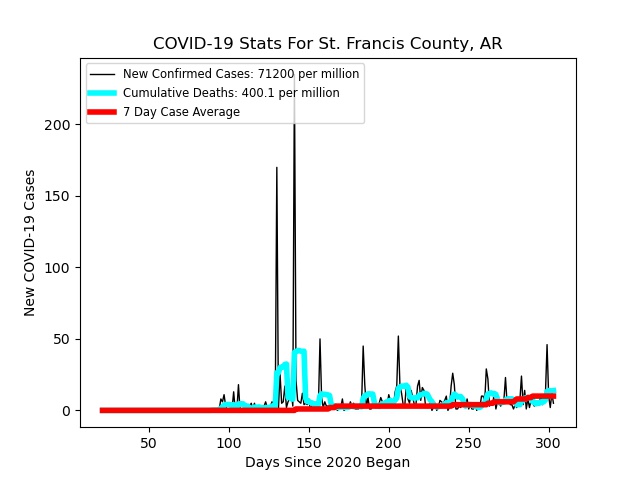 COVID-19 Stats For St. Francis County, AR
New Confirmed Cases: 71200 per million
Cumulative Deaths: 400.1 per million
7 Day Case Average
New COVID-19 Cases
200
150
100
50
0
50 100 150 200 250 300
Days Since 2020 Began